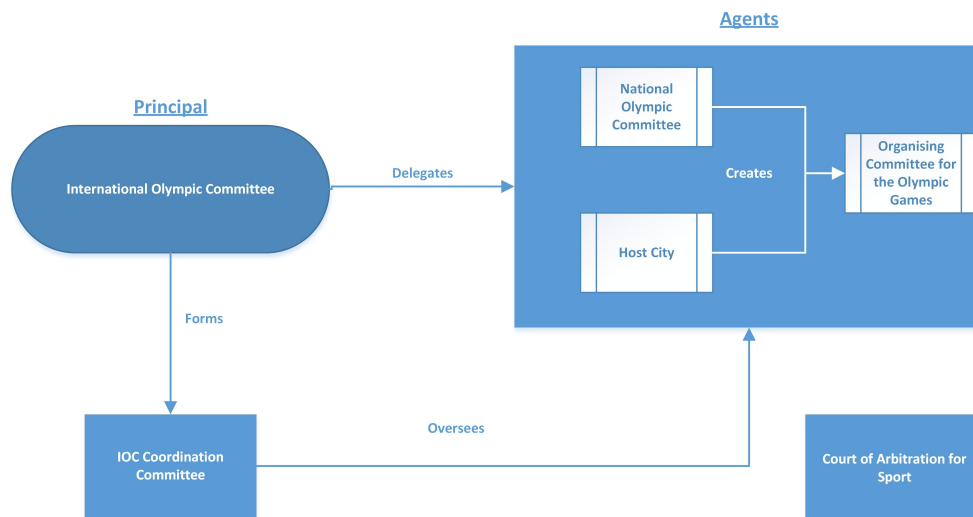 Agents
Principal
National
Olympic
Committee
Organising
Committee for
the Olympic
Games
International Olympic Committee
Delegates
Creates
Host City
Forms
Oversees
IOC Coordination
Committee
Court of Arbitration for
Sport